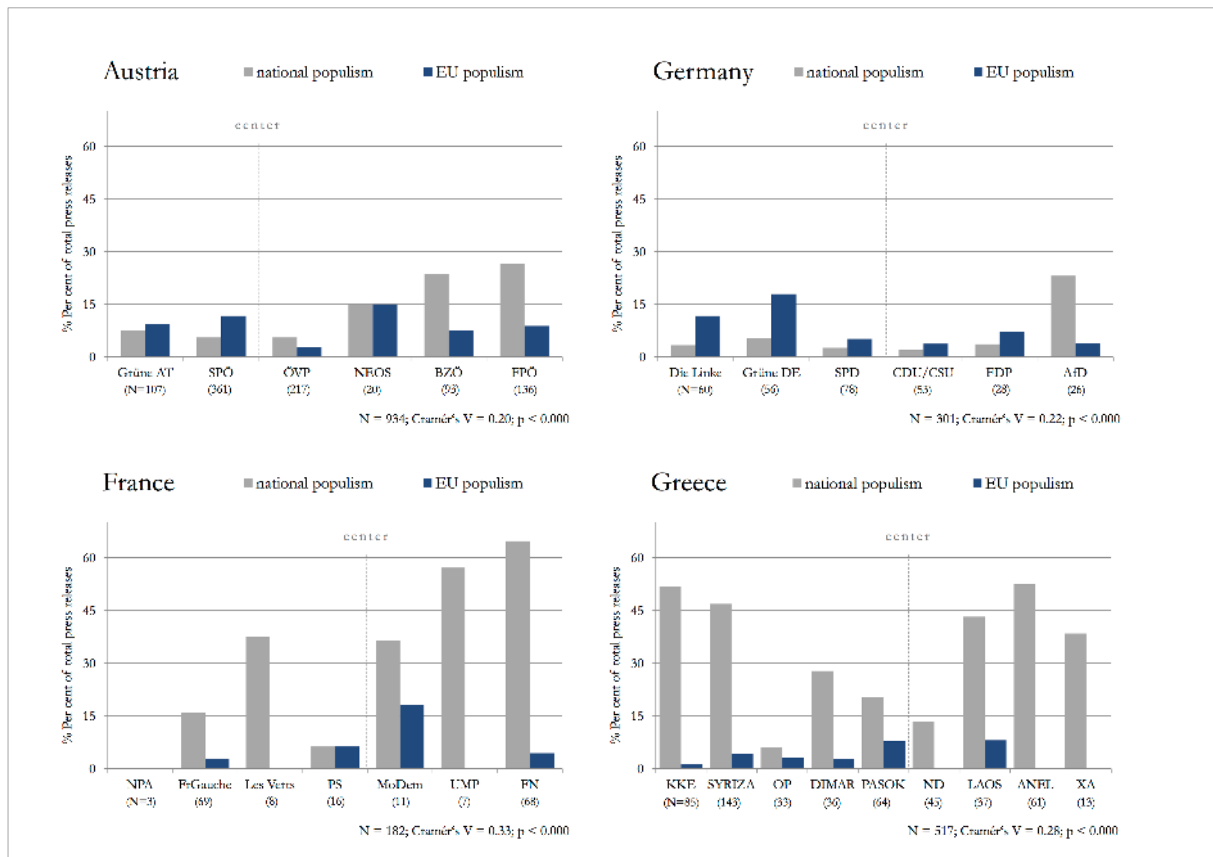 Austria
national populism
EU populism
center
% Per cent of total press releases
60
45
30
15
0
Grüne AT SPÖ ÖVP NEOS BZÖ FPÖ
(N=107) (361) (217) (20) (93) (136)
N = 934; Cramér‘s V = 0.20; p < 0.000
Germany
national populism
EU populism
center
% Per cent of total press releases
60
45
30
15
0
Die Linke Grüne DE SPD CDU/CSU FDP AfD
(N=60) (56) (78) (53) (28) (26)
N = 301; Cramér‘s V = 0.22; p < 0.000
France
national populism
EU populism
center
% Per cent of total press releases
60
45
30
15
0
NPA FrGauche Les Verts PS MoDem UMP FN
(N=3) (69) (8) (16) (11) (7) (68)
N = 182; Cramér‘s V = 0.33; p < 0.000
Greece
national populism
EU populism
center
% Per cent of total press releases
60
45
30
15
0
KKE SYRIZA OP DIMAR PASOK ND LAOS ANEL XA
(N=85) (143) (33) (36) (64) (45) (37) (61) (13)
N = 517; Cramér‘s V = 0.28; p < 0.000